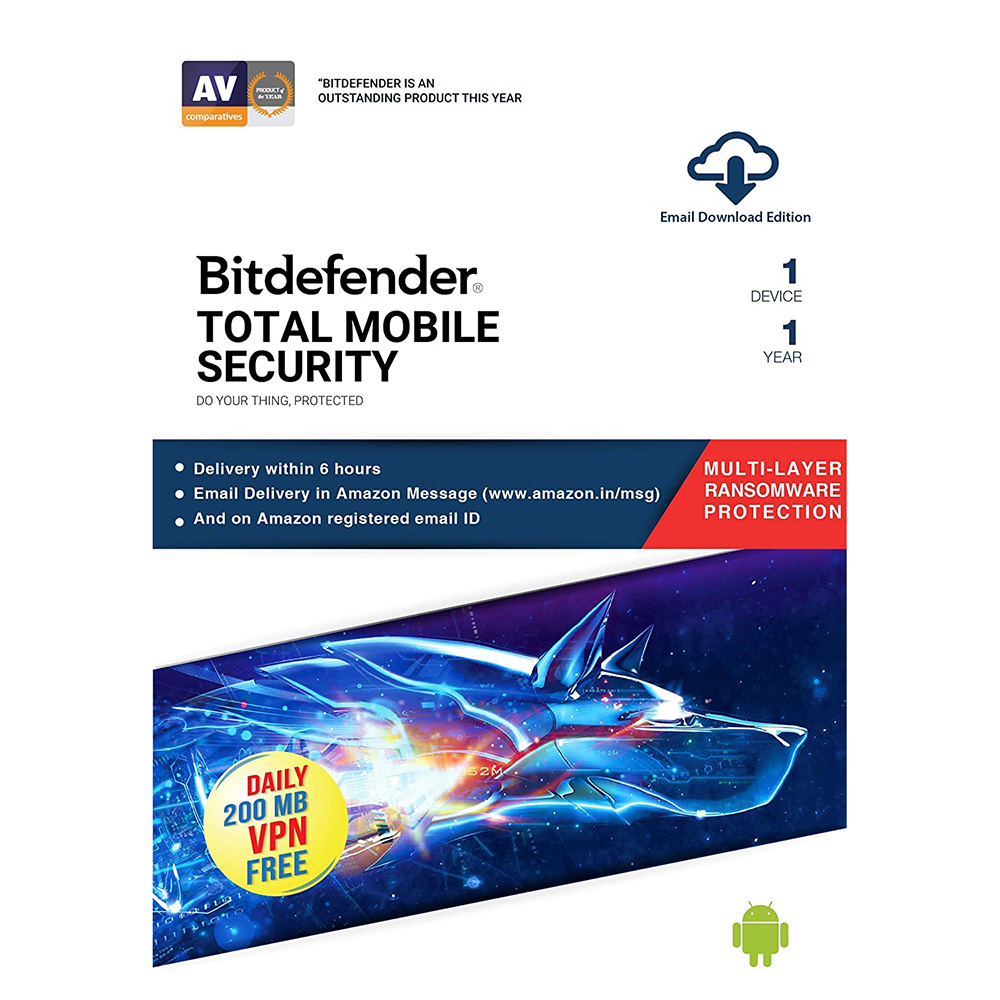 AV
comparatives
PRODUCT of
the YEAR
“BITDEFENDER IS AN
OUTSTANDING PRODUCT THIS YEAR
Email Download Edition
Bitdefender®
TOTAL MOBILE
SECURITY
DO YOUR THING, PROTECTED
1
DEVICE
1
YEAR
• Delivery within 6 hours
• Email Delivery in Amazon Message (www.amazon.in/msg)
• And on Amazon registered email ID
MULTI-LAYER
RANSOMWARE
PROTECTION
52M
DAILY
200 MB
VPN
FREE